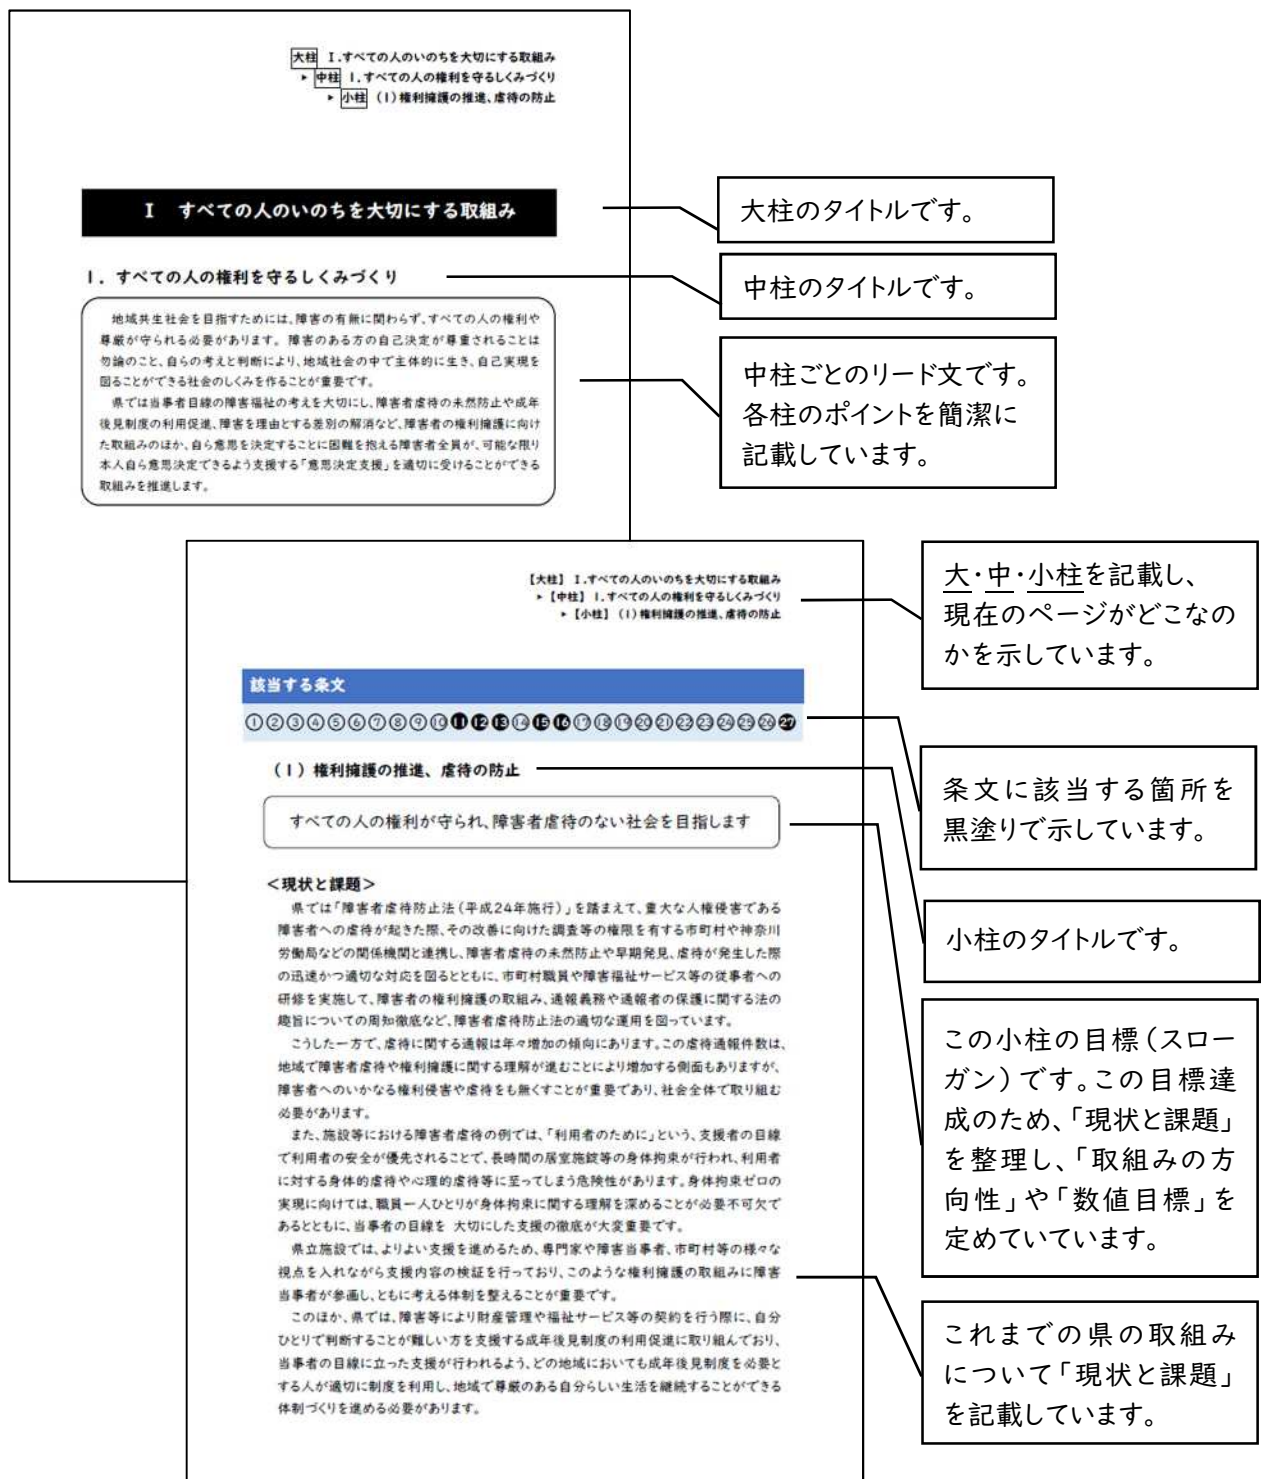 大柱 Ⅰ.すべての人のいのちを大切にする取組み
▸ 中柱 1.すべての人の権利を守るしくみづくり
▸ 小柱 (1)権利擁護の推進、虐待の防止
Ⅰ すべての人のいのちを大切にする取組み
大柱のタイトルです。
1. すべての人の権利を守るしくみづくり
中柱のタイトルです。
地域共生社会を目指すためには、障害の有無に関わらず、すべての人の権利や
尊厳が守られる必要があります。障害のある方の自己決定が尊重されることは
勿論のこと、自らの考えと判断により、地域社会の中で主体的に生き、自己実現を
図ることができる社会のしくみを作ることが重要です。
県では当事者目線の障害福祉の考えを大切にし、障害者虐待の未然防止や成年
後見制度の利用促進、障害を理由とする差別の解消など、障害者の権利擁護に向け
た取組みのほか、自ら意思を決定することに困難を抱える障害者全員が、可能な限り
本人自ら意思決定できるよう支援する「意思決定支援」を適切に受けることができる
取組みを推進します。
中柱ごとのリード文です。
各柱のポイントを簡潔に
記載しています。
【大柱】 Ⅰ.すべての人のいのちを大切にする取組み
▸ 【中柱】 1.すべての人の権利を守るしくみづくり
▸ 【小柱】 (1)権利擁護の推進、虐待の防止
大・中・小柱を記載し、
現在のページがどこなの
かを示しています。
該当する条文
①②③④⑤⑥⑦⑧⑨⑩⓫⓬⓭⑭⓯⓰⑰⑱⑲⑳㉑㉒㉓㉔㉕㉖㉗
条文に該当する箇所を
黒塗りで示しています。
(1)権利擁護の推進、虐待の防止
小柱のタイトルです。
すべての人の権利が守られ、障害者虐待のない社会を目指します
この小柱の目標(スロー
ガン)です。この目標達
成のため、「現状と課題」
を整理し、「取組みの方
向性」や「数値目標」を
定めていています。
<現状と課題>
県では「障害者虐待防止法(平成24年施行)」を踏まえて、重大な人権侵害である
障害者への虐待が起きた際、その改善に向けた調査等の権限を有する市町村や神奈川
労働局などの関係機関と連携し、障害者虐待の未然防止や早期発見、虐待が発生した際
の迅速かつ適切な対応を図るとともに、市町村職員や障害福祉サービス等の従事者への
研修を実施して、障害者の権利擁護の取組み、通報義務や通報者の保護に関する法の
趣旨についての周知徹底など、障害者虐待防止法の適切な運用を図っています。
こうした一方で、虐待に関する通報は年々増加の傾向にあります。この虐待通報件数は、
地域で障害者虐待や権利擁護に関する理解が進むことにより増加する側面もありますが、
障害者へのいかなる権利侵害や虐待をも無くすことが重要であり、社会全体で取り組む
必要があります。
また、施設等における障害者虐待の例では、「利用者のために」という、支援者の目線
で利用者の安全が優先されることで、長時間の居室施錠等の身体拘束が行われ、利用者
に対する身体的虐待や心理的虐待等に至ってしまう危険性があります。身体拘束ゼロの
実現に向けては、職員一人ひとりが身体拘束に関する理解を深めることが必要不可欠で
あるとともに、当事者の目線を 大切にした支援の徹底が大変重要です。
県立施設では、よりよい支援を進めるため、専門家や障害当事者、市町村等の様々な
視点を入れながら支援内容の検証を行っており、このような権利擁護の取組みに障害
当事者が参画し、ともに考える体制を整えることが重要です。
このほか、県では、障害等により財産管理や福祉サービス等の契約を行う際に、自分
ひとりで判断することが難しい方を支援する成年後見制度の利用促進に取り組んでおり、
当事者の目線に立った支援が行われるよう、どの地域においても成年後見制度を必要と
する人が適切に制度を利用し、地域で尊厳のある自分らしい生活を継続することができる
体制づくりを進める必要があります。
これまでの県の取組み
について「現状と課題」
を記載しています。